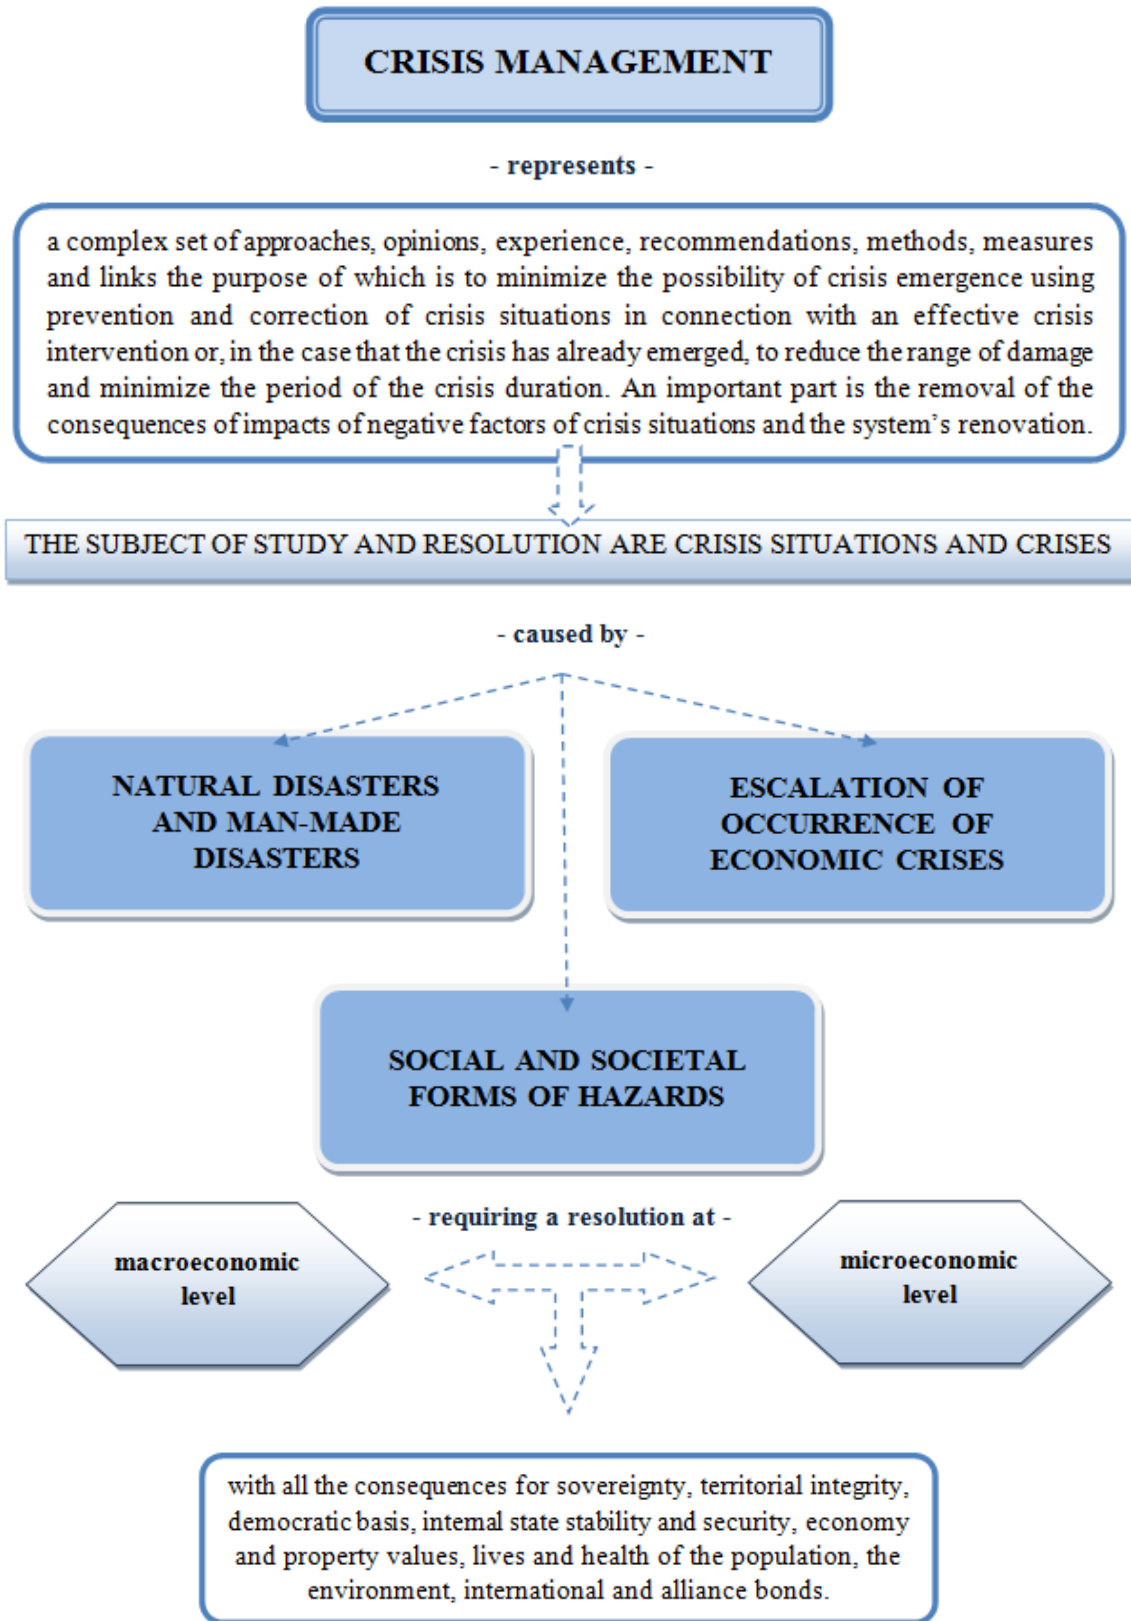 CRISIS MANAGEMENT
- represents -
a complex set of approaches, opinions, experience, recommendations, methods, measures
and links the purpose of which is to minimize the possibility of crisis emergence using
prevention and correction of crisis situations in connection with an effective crisis
intervention or, in the case that the crisis has already emerged, to reduce the range of damage
and minimize the period of the crisis duration. An important part is the removal of the
consequences of impacts of negative factors of crisis situations and the system's renovation.
THE SUBJECT OF STUDY AND RESOLUTION ARE CRISIS SITUATIONS AND CRISES
- caused by -
NATURAL DISASTERS
AND MAN-MADE
DISASTERS
ESCALATION OF
OCCURRENCE OF
ECONOMIC CRISES
SOCIAL AND SOCIETAL
FORMS OF HAZARDS
- requiring a resolution at -
macroeconomic
level
microeconomic
level
with all the consequences for sovereignty, territorial integrity,
democratic basis, internal state stability and security, economy
and property values, lives and health of the population, the
environment, international and alliance bonds.